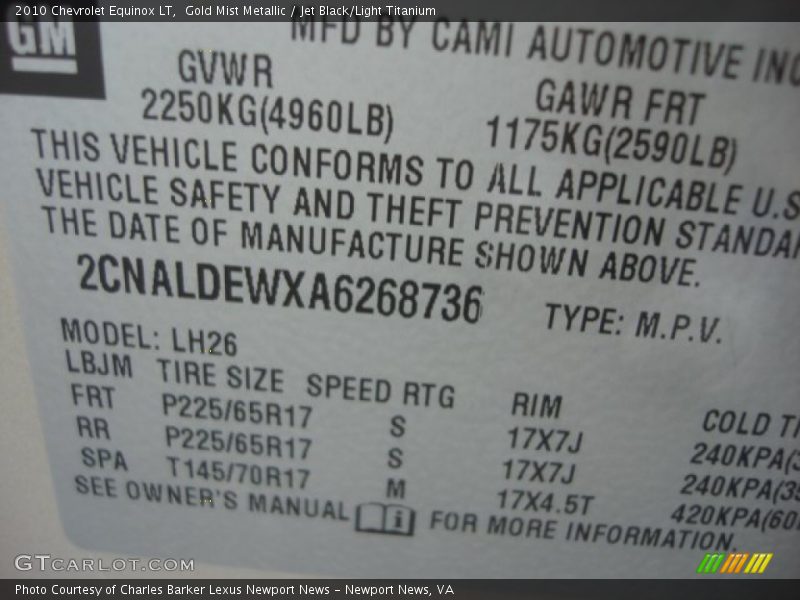 2010 Chevrolet Equinox LT,  Gold Mist Metallic / Jet Black/Light Titanium
GM
MFD BY CAMI AUTOMOTIVE INC
GVWR
GAWR FRT
2250KG(4960LB)
1175KG(2590LB)
THIS VEHICLE CONFORMS TO ALL APPLICABLE U.S
VEHICLE SAFETY AND THEFT PREVENTION STANDAR
THE DATE OF MANUFACTURE SHOWN ABOVE.
2CNALDEWXA6268736
TYPE: M.P.V.
MODEL: LH26
LBJM TIRE SIZE SPEED RTG RIM COLD TI
FRT P225/65R17 S 17X7J 240KPA(3
RR P225/65R17 S 17X7J 240KPA(35
SPA T145/70R17 M 17X4.5T 420KPA(60
SEE OWNER'S MANUAL i FOR MORE INFORMATION.
GTCARLOT.COM
Photo Courtesy of Charles Barker Lexus Newport News – Newport News, VA